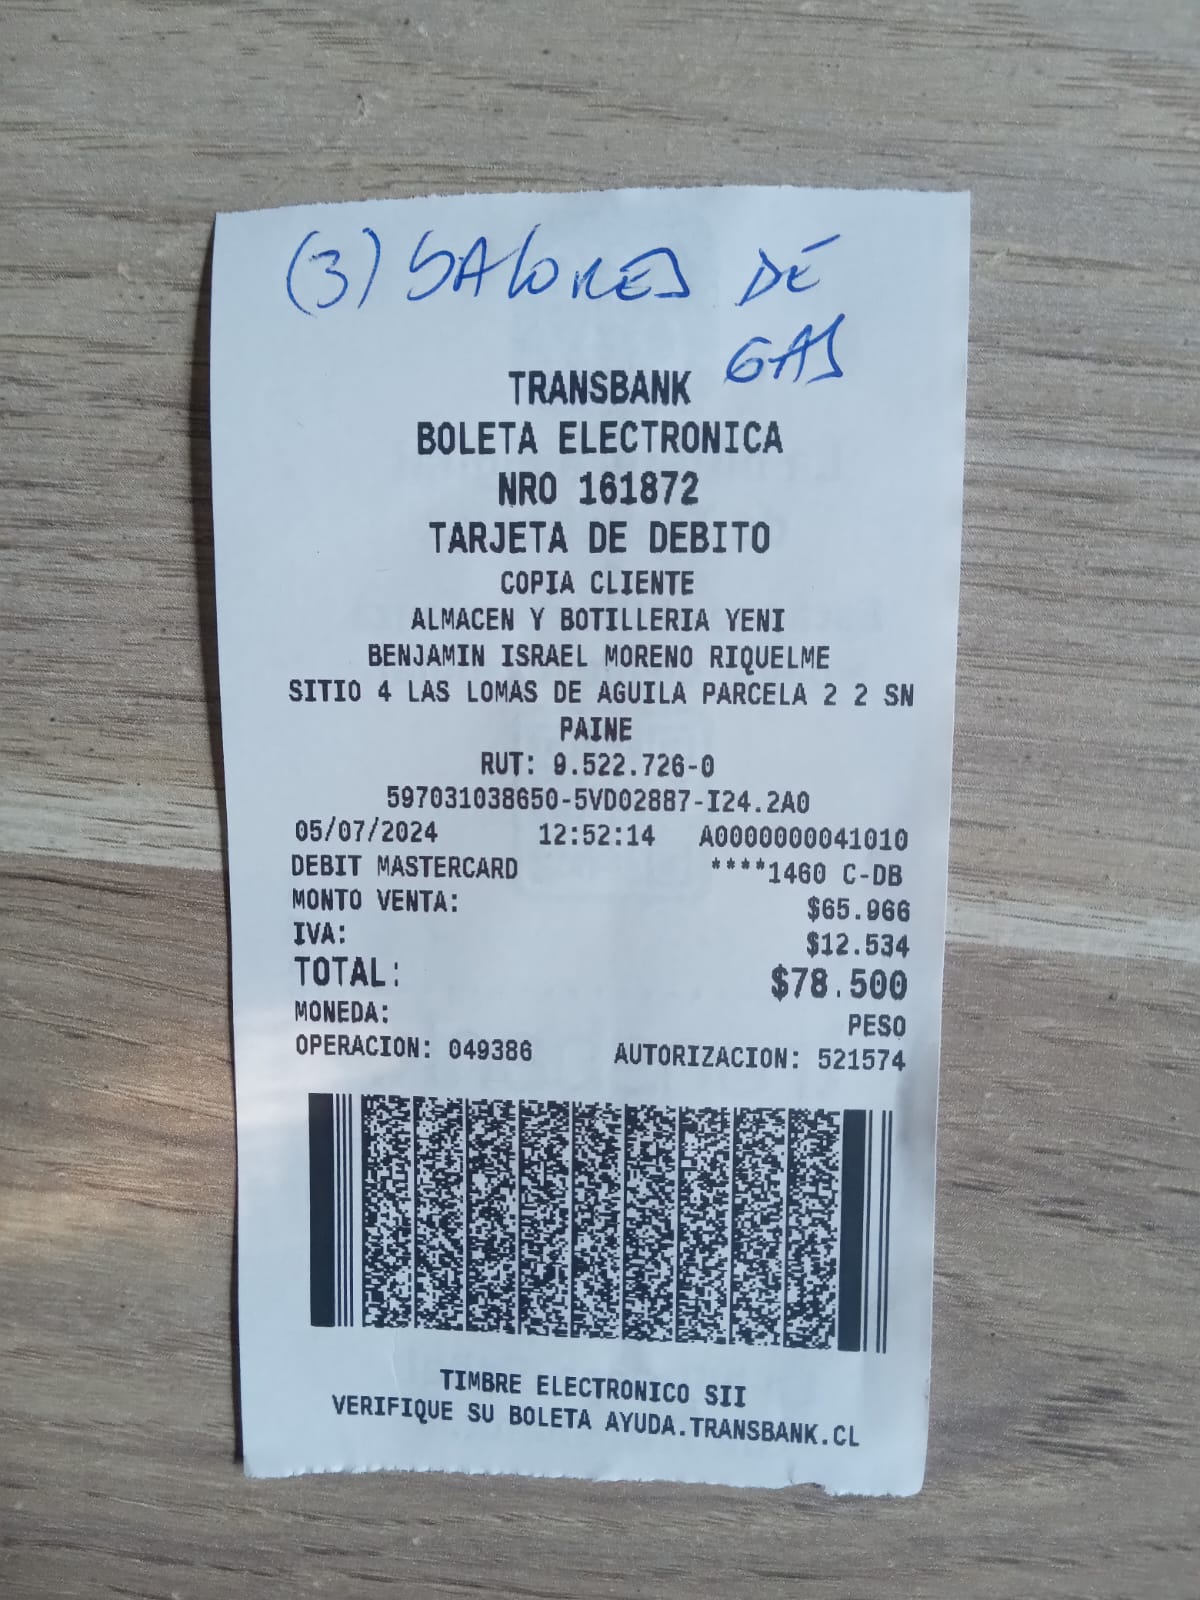 (3) VALORES DE
GAS
TRANSBANK
BOLETA ELECTRONICA
NRO 161872
TARJETA DE DEBITO
COPIA CLIENTE
ALMACEN Y BOTILLERIA YENI
BENJAMIN ISRAEL MORENO RIQUELME
SITIO 4 LAS LOMAS DE AGUILA PARCELA 2 2 SN
PAINE
RUT: 9.522.726-0
597031038650-5VD02887-I24.2A0
05/07/2024 12:52:14 A0000000041010
DEBIT MASTERCARD ****1460 C-DB
MONTO VENTA: $65.966
IVA: $12.534
TOTAL: $78.500
MONEDA: PESO
OPERACION: 049386 AUTORIZACION: 521574
TIMBRE ELECTRONICO SII
VERIFIQUE SU BOLETA AYUDA.TRANSBANK.CL